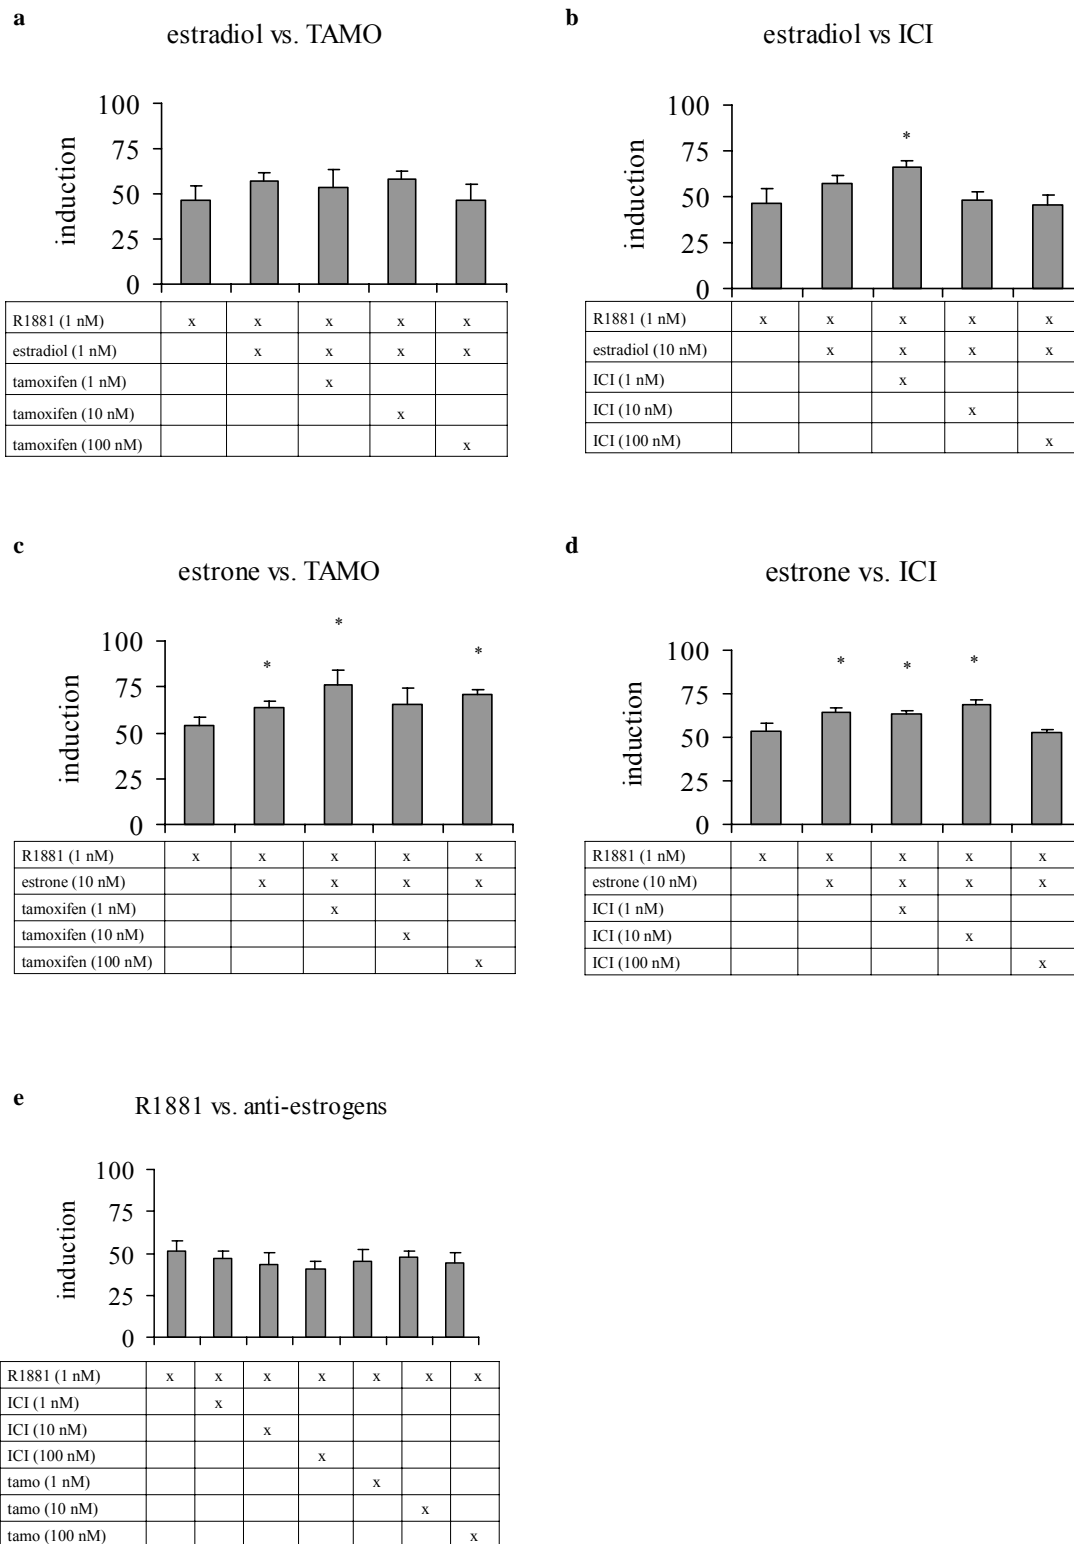 a
estradiol vs. TAMO
100
75
50
25
0
induction
R1881 (1 nM) x x x x x
estradiol (1 nM) x x x x
tamoxifen (1 nM) x
tamoxifen (10 nM) x
tamoxifen (100 nM) x
b
estradiol vs ICI
100
75
50
25
0
induction
*
R1881 (1 nM) x x x x x
estradiol (10 nM) x x x x
ICI (1 nM) x
ICI (10 nM) x
ICI (100 nM) x
c
estrone vs. TAMO
100
75
50
25
0
induction
* * *
R1881 (1 nM) x x x x x
estrone (10 nM) x x x x
tamoxifen (1 nM) x
tamoxifen (10 nM) x
tamoxifen (100 nM) x
d
estrone vs. ICI
100
75
50
25
0
induction
* * *
R1881 (1 nM) x x x x x
estrone (10 nM) x x x x
ICI (1 nM) x
ICI (10 nM) x
ICI (100 nM) x
e
R1881 vs. anti-estrogens
100
75
50
25
0
induction
R1881 (1 nM) x x x x x x x
ICI (1 nM) x
ICI (10 nM) x
ICI (100 nM) x
tamo (1 nM) x
tamo (10 nM) x
tamo (100 nM) x